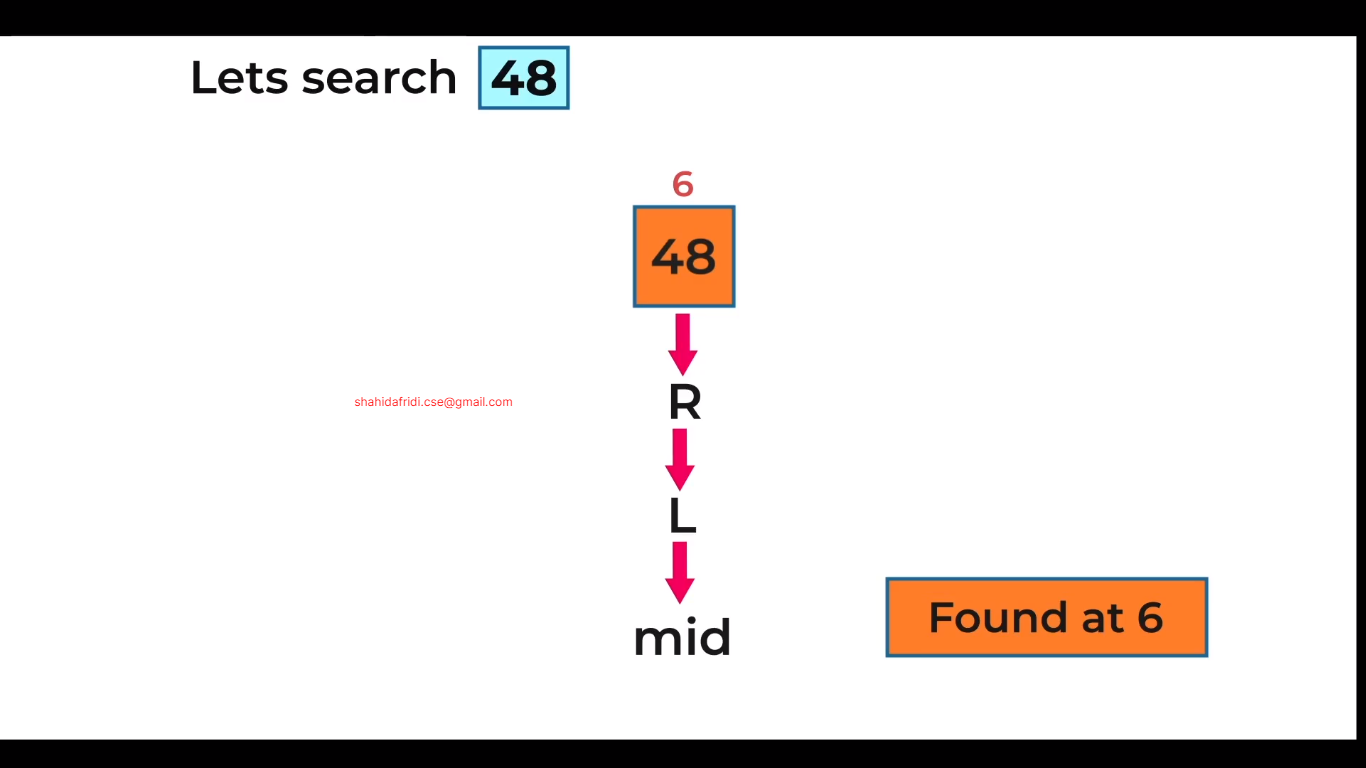 Lets search 48
6
48
R
shahidafridi.cse@gmail.com
L
mid
Found at 6